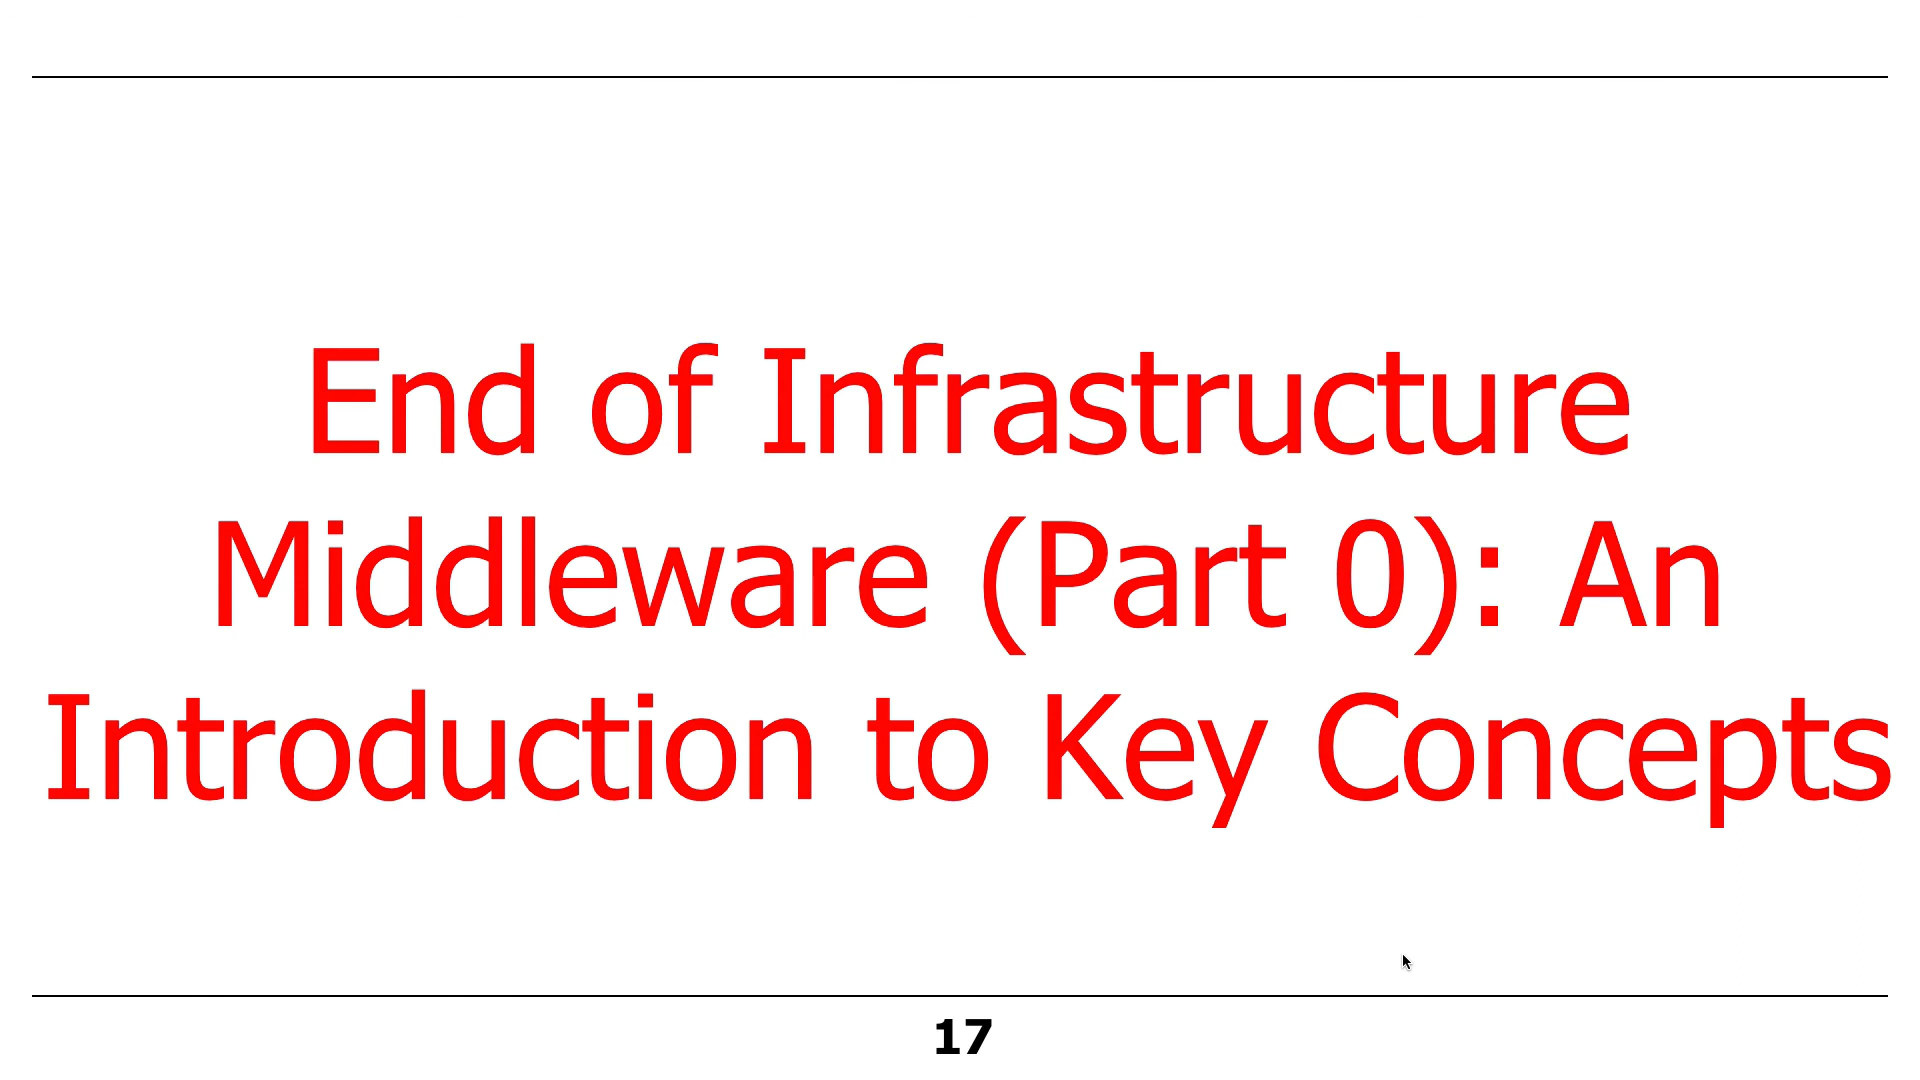 End of Infrastructure
Middleware (Part 0): An
Introduction to Key Concepts
17